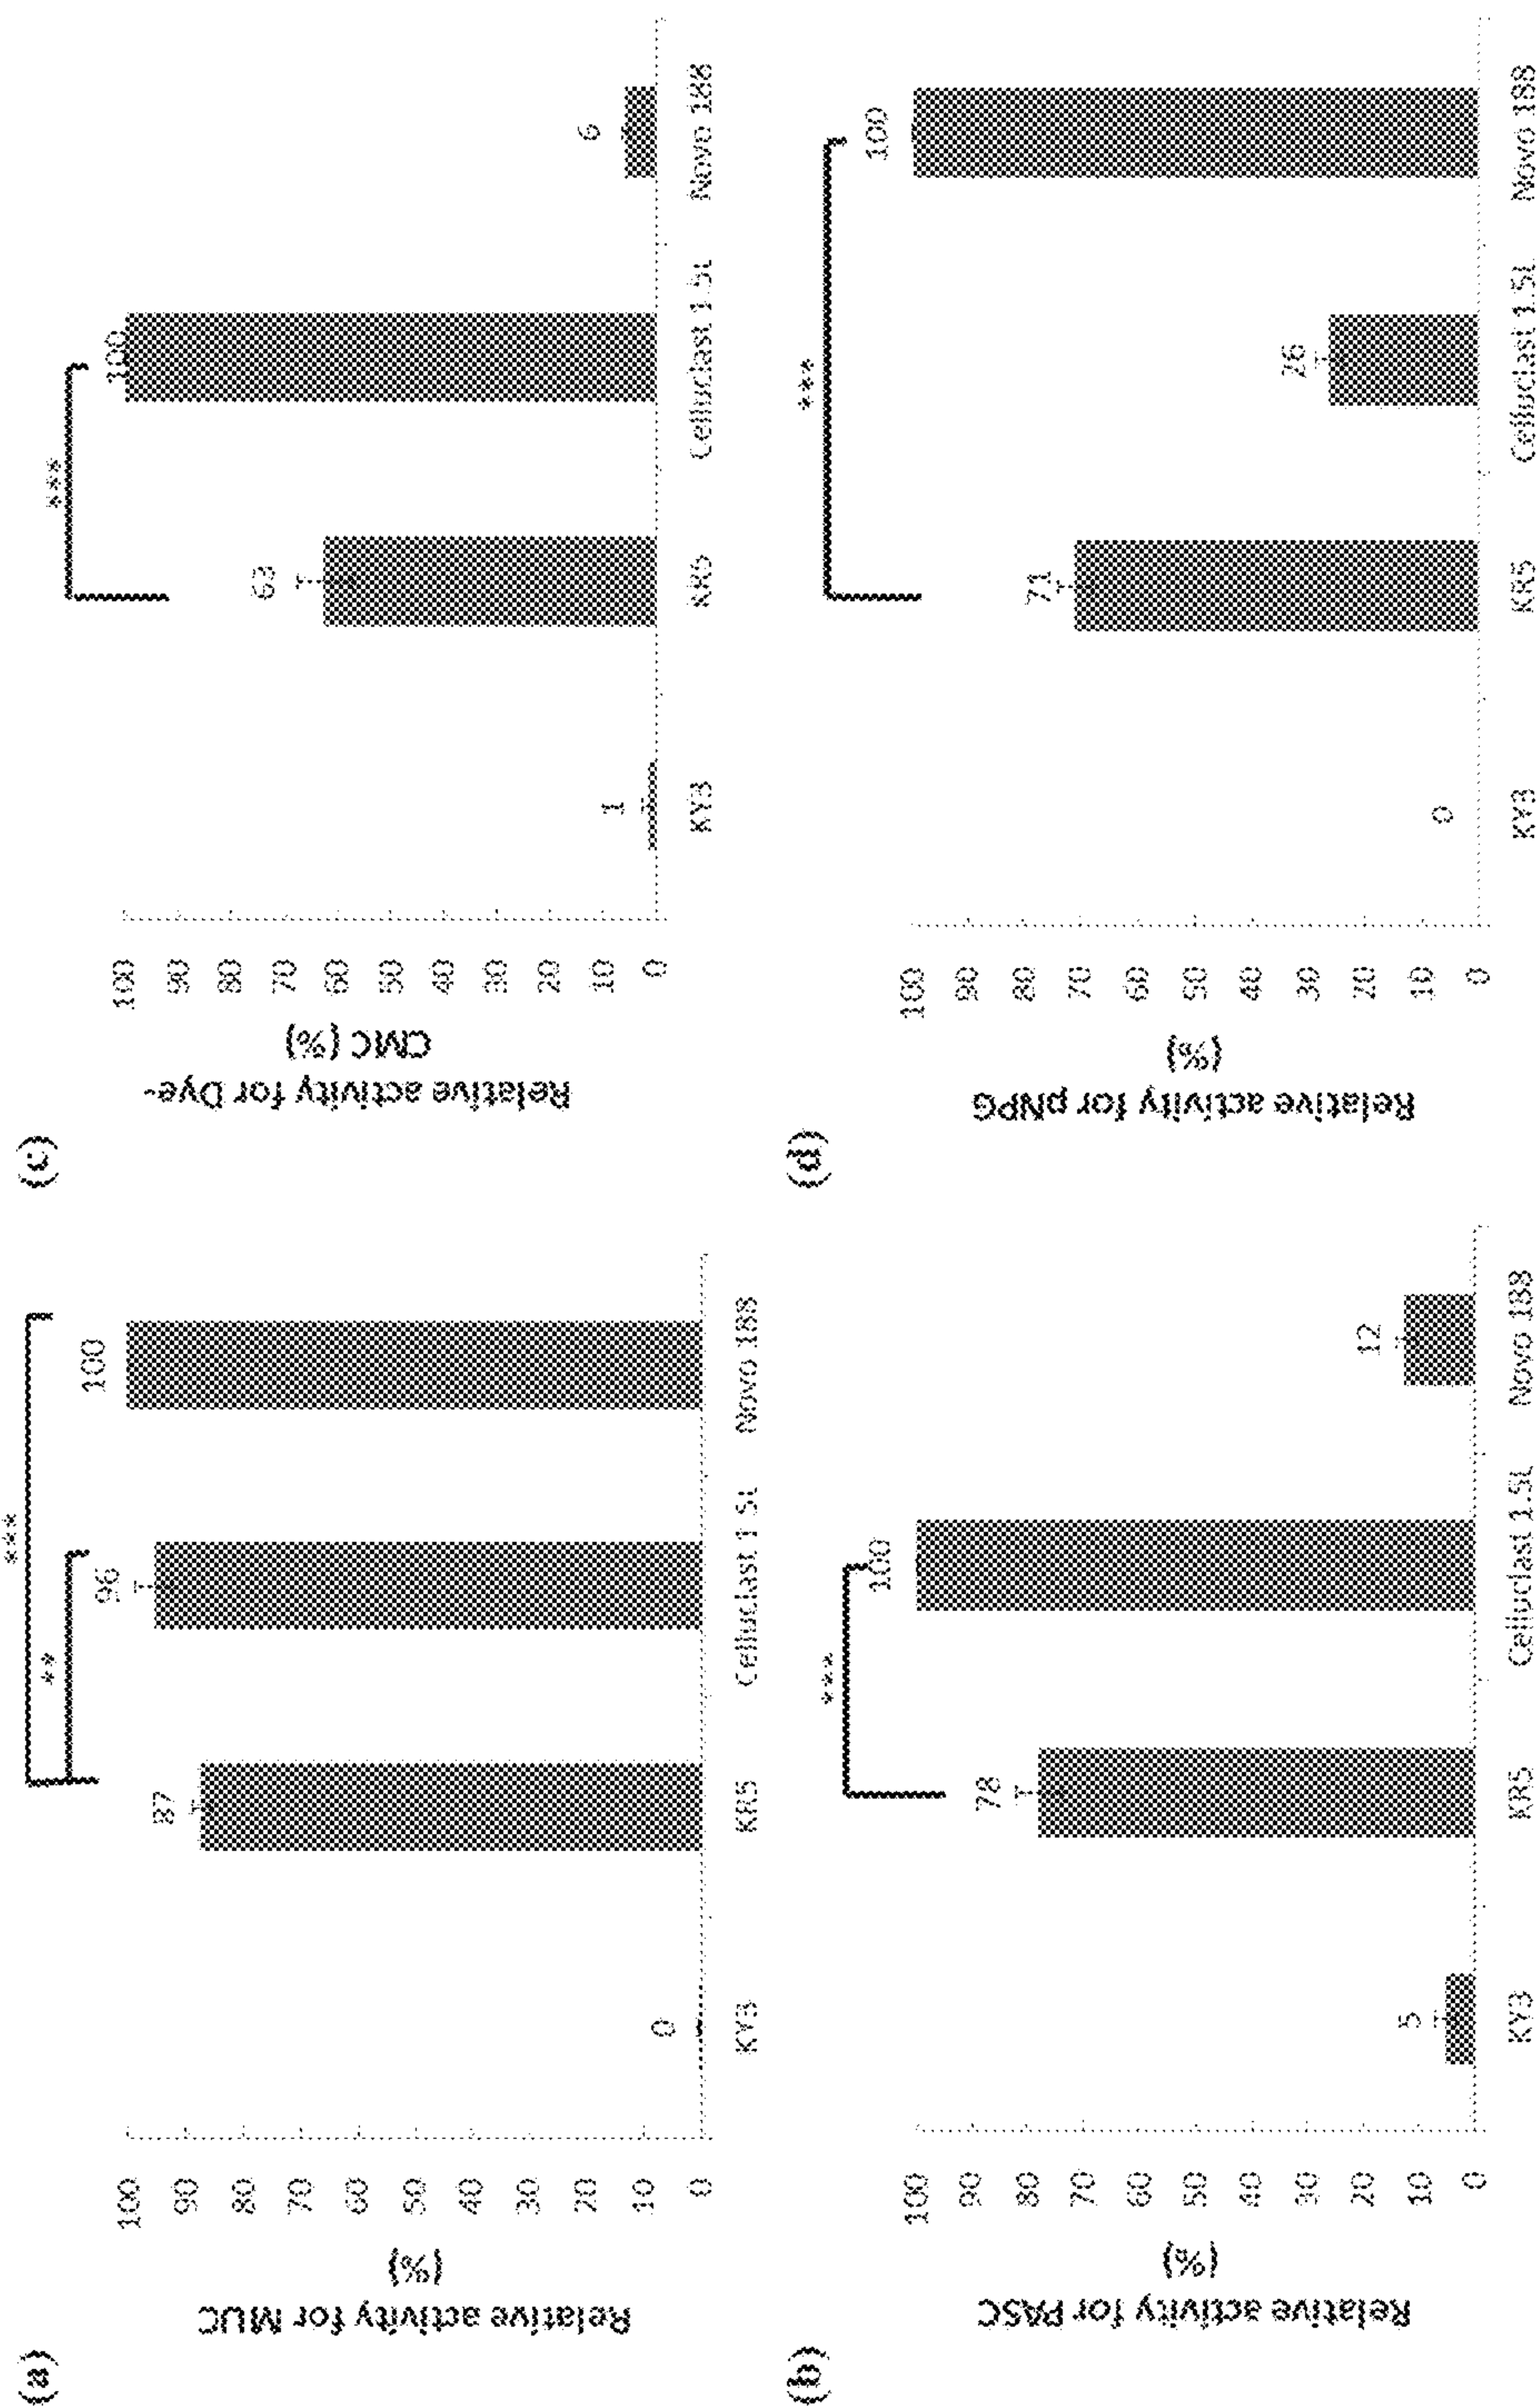 (a)
Relative activity for MUC
(%)
100
90
80
70
60
50
40
30
20
10
0
***
**
0
87
96
100
KY3
KR5
Celluclast 1.5L
Novo 188
(b)
Relative activity for PASC
(%)
100
90
80
70
60
50
40
30
20
10
0
***
5
78
100
12
KY3
KR5
Celluclast 1.5L
Novo 188
(c)
Relative activity for Dye-
CMC (%)
100
90
80
70
60
50
40
30
20
10
0
***
1
63
100
6
KY3
KR5
Celluclast 1.5L
Novo 188
(d)
Relative activity for pNPG
(%)
100
90
80
70
60
50
40
30
20
10
0
***
0
71
26
100
KY3
KR5
Celluclast 1.5L
Novo 188